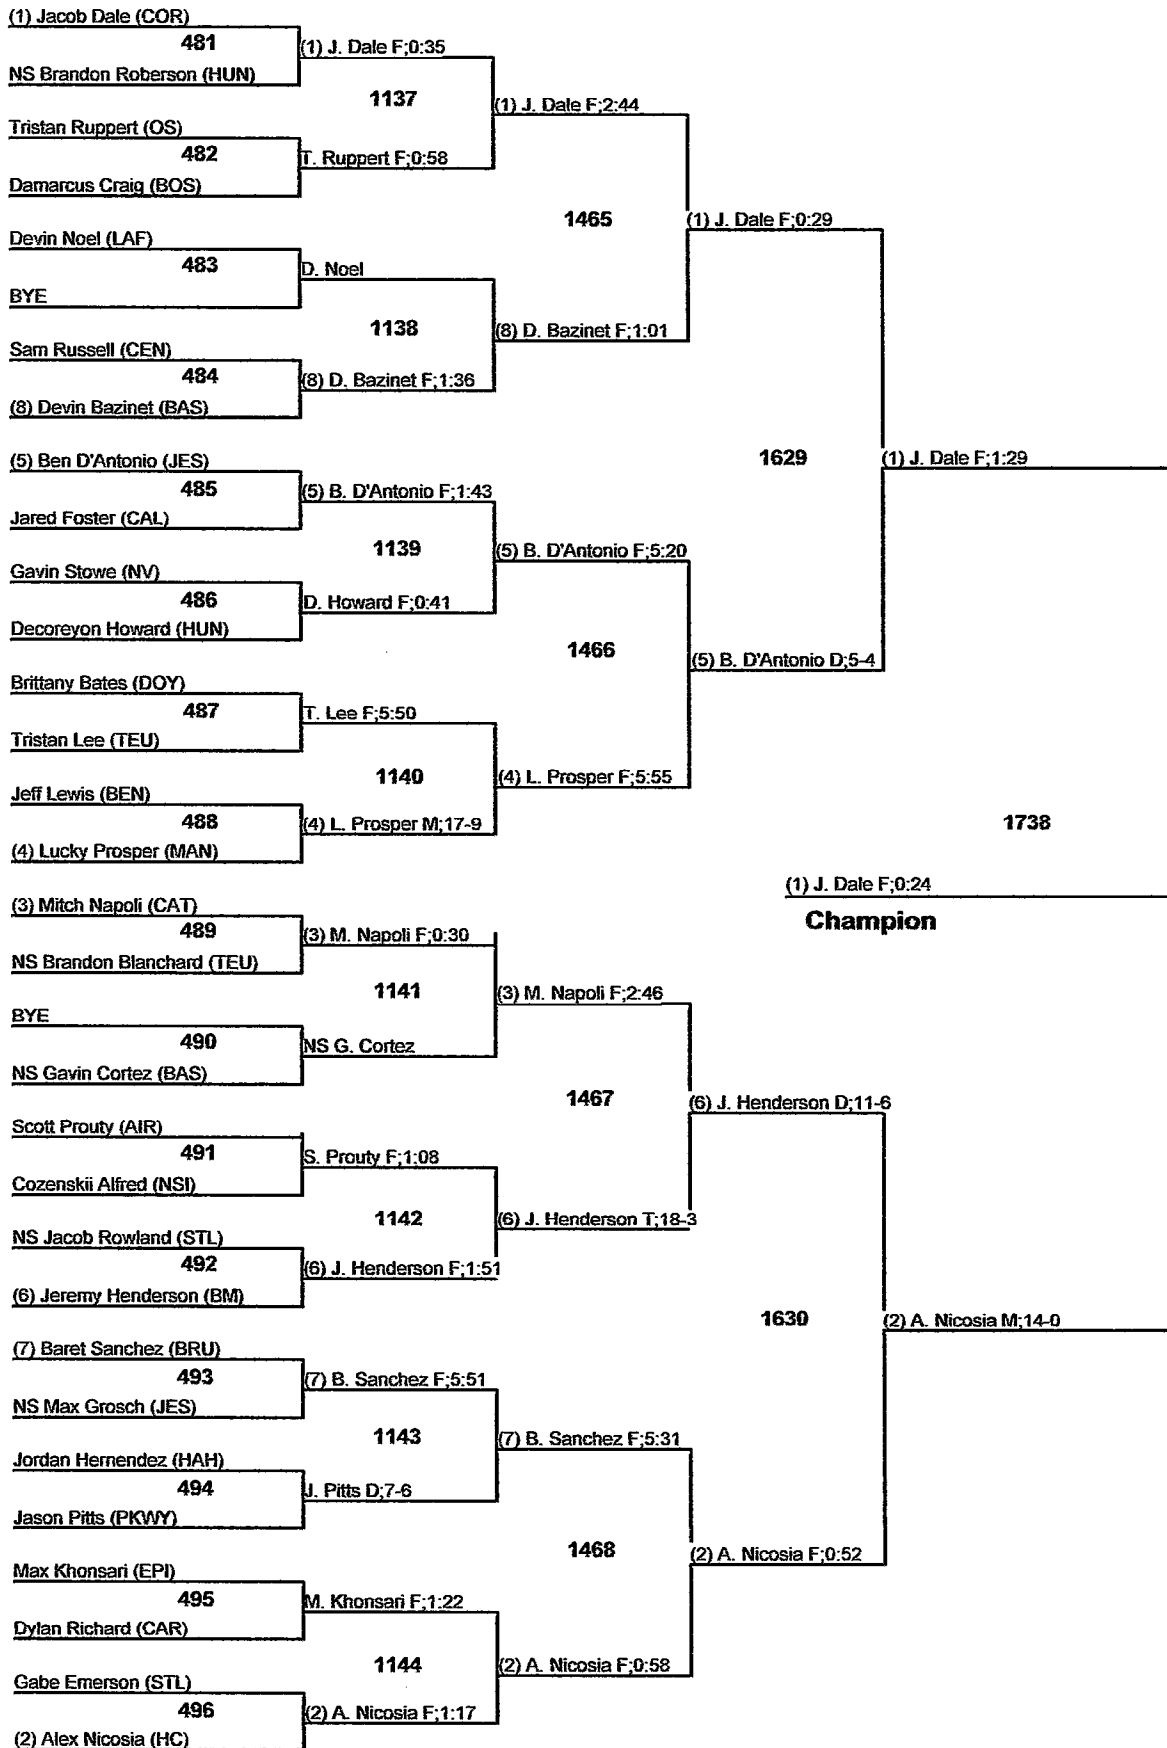 (1) Jacob Dale (COR)
481
(1) J. Dale F;0:35
NS Brandon Roberson (HUN)
1137
(1) J. Dale F;2:44
Tristan Ruppert (OS)
482
T. Ruppert F;0:58
Damarcus Craig (BOS)
1465
(1) J. Dale F;0:29
Devin Noel (LAF)
483
D. Noel
BYE
1138
(8) D. Bazinet F;1:01
Sam Russell (CEN)
484
(8) D. Bazinet F;1:36
(8) Devin Bazinet (BAS)
1629
(1) J. Dale F;1:29
(5) Ben D'Antonio (JES)
485
(5) B. D'Antonio F;1:43
Jared Foster (CAL)
1139
(5) B. D'Antonio F;5:20
Gavin Stowe (NV)
486
D. Howard F;0:41
Decoreyon Howard (HUN)
1466
(5) B. D'Antonio D;5-4
Brittany Bates (DOY)
487
T. Lee F;5:50
Tristan Lee (TEU)
1140
(4) L. Prosper F;5:55
Jeff Lewis (BEN)
488
(4) L. Prosper M;17-9
(4) Lucky Prosper (MAN)
1738
(1) J. Dale F;0:24
Champion
(3) Mitch Napoli (CAT)
489
(3) M. Napoli F;0:30
NS Brandon Blanchard (TEU)
1141
(3) M. Napoli F;2:46
BYE
490
NS G. Cortez
NS Gavin Cortez (BAS)
1467
(6) J. Henderson D;11-6
Scott Prouty (AIR)
491
S. Prouty F;1:08
Cozenskii Alfred (NSI)
1142
(6) J. Henderson T;18-3
NS Jacob Rowland (STL)
492
(6) J. Henderson F;1:51
(6) Jeremy Henderson (BM)
1630
(2) A. Nicosia M;14-0
(7) Baret Sanchez (BRU)
493
(7) B. Sanchez F;5:51
NS Max Grosch (JES)
1143
(7) B. Sanchez F;5:31
Jordan Hernendez (HAH)
494
J. Pitts D;7-6
Jason Pitts (PKWY)
1468
(2) A. Nicosia F;0:52
Max Khonsari (EPI)
495
M. Khonsari F;1:22
Dylan Richard (CAR)
1144
(2) A. Nicosia F;0:58
Gabe Emerson (STL)
496
(2) A. Nicosia F;1:17
(2) Alex Nicosia (HC)